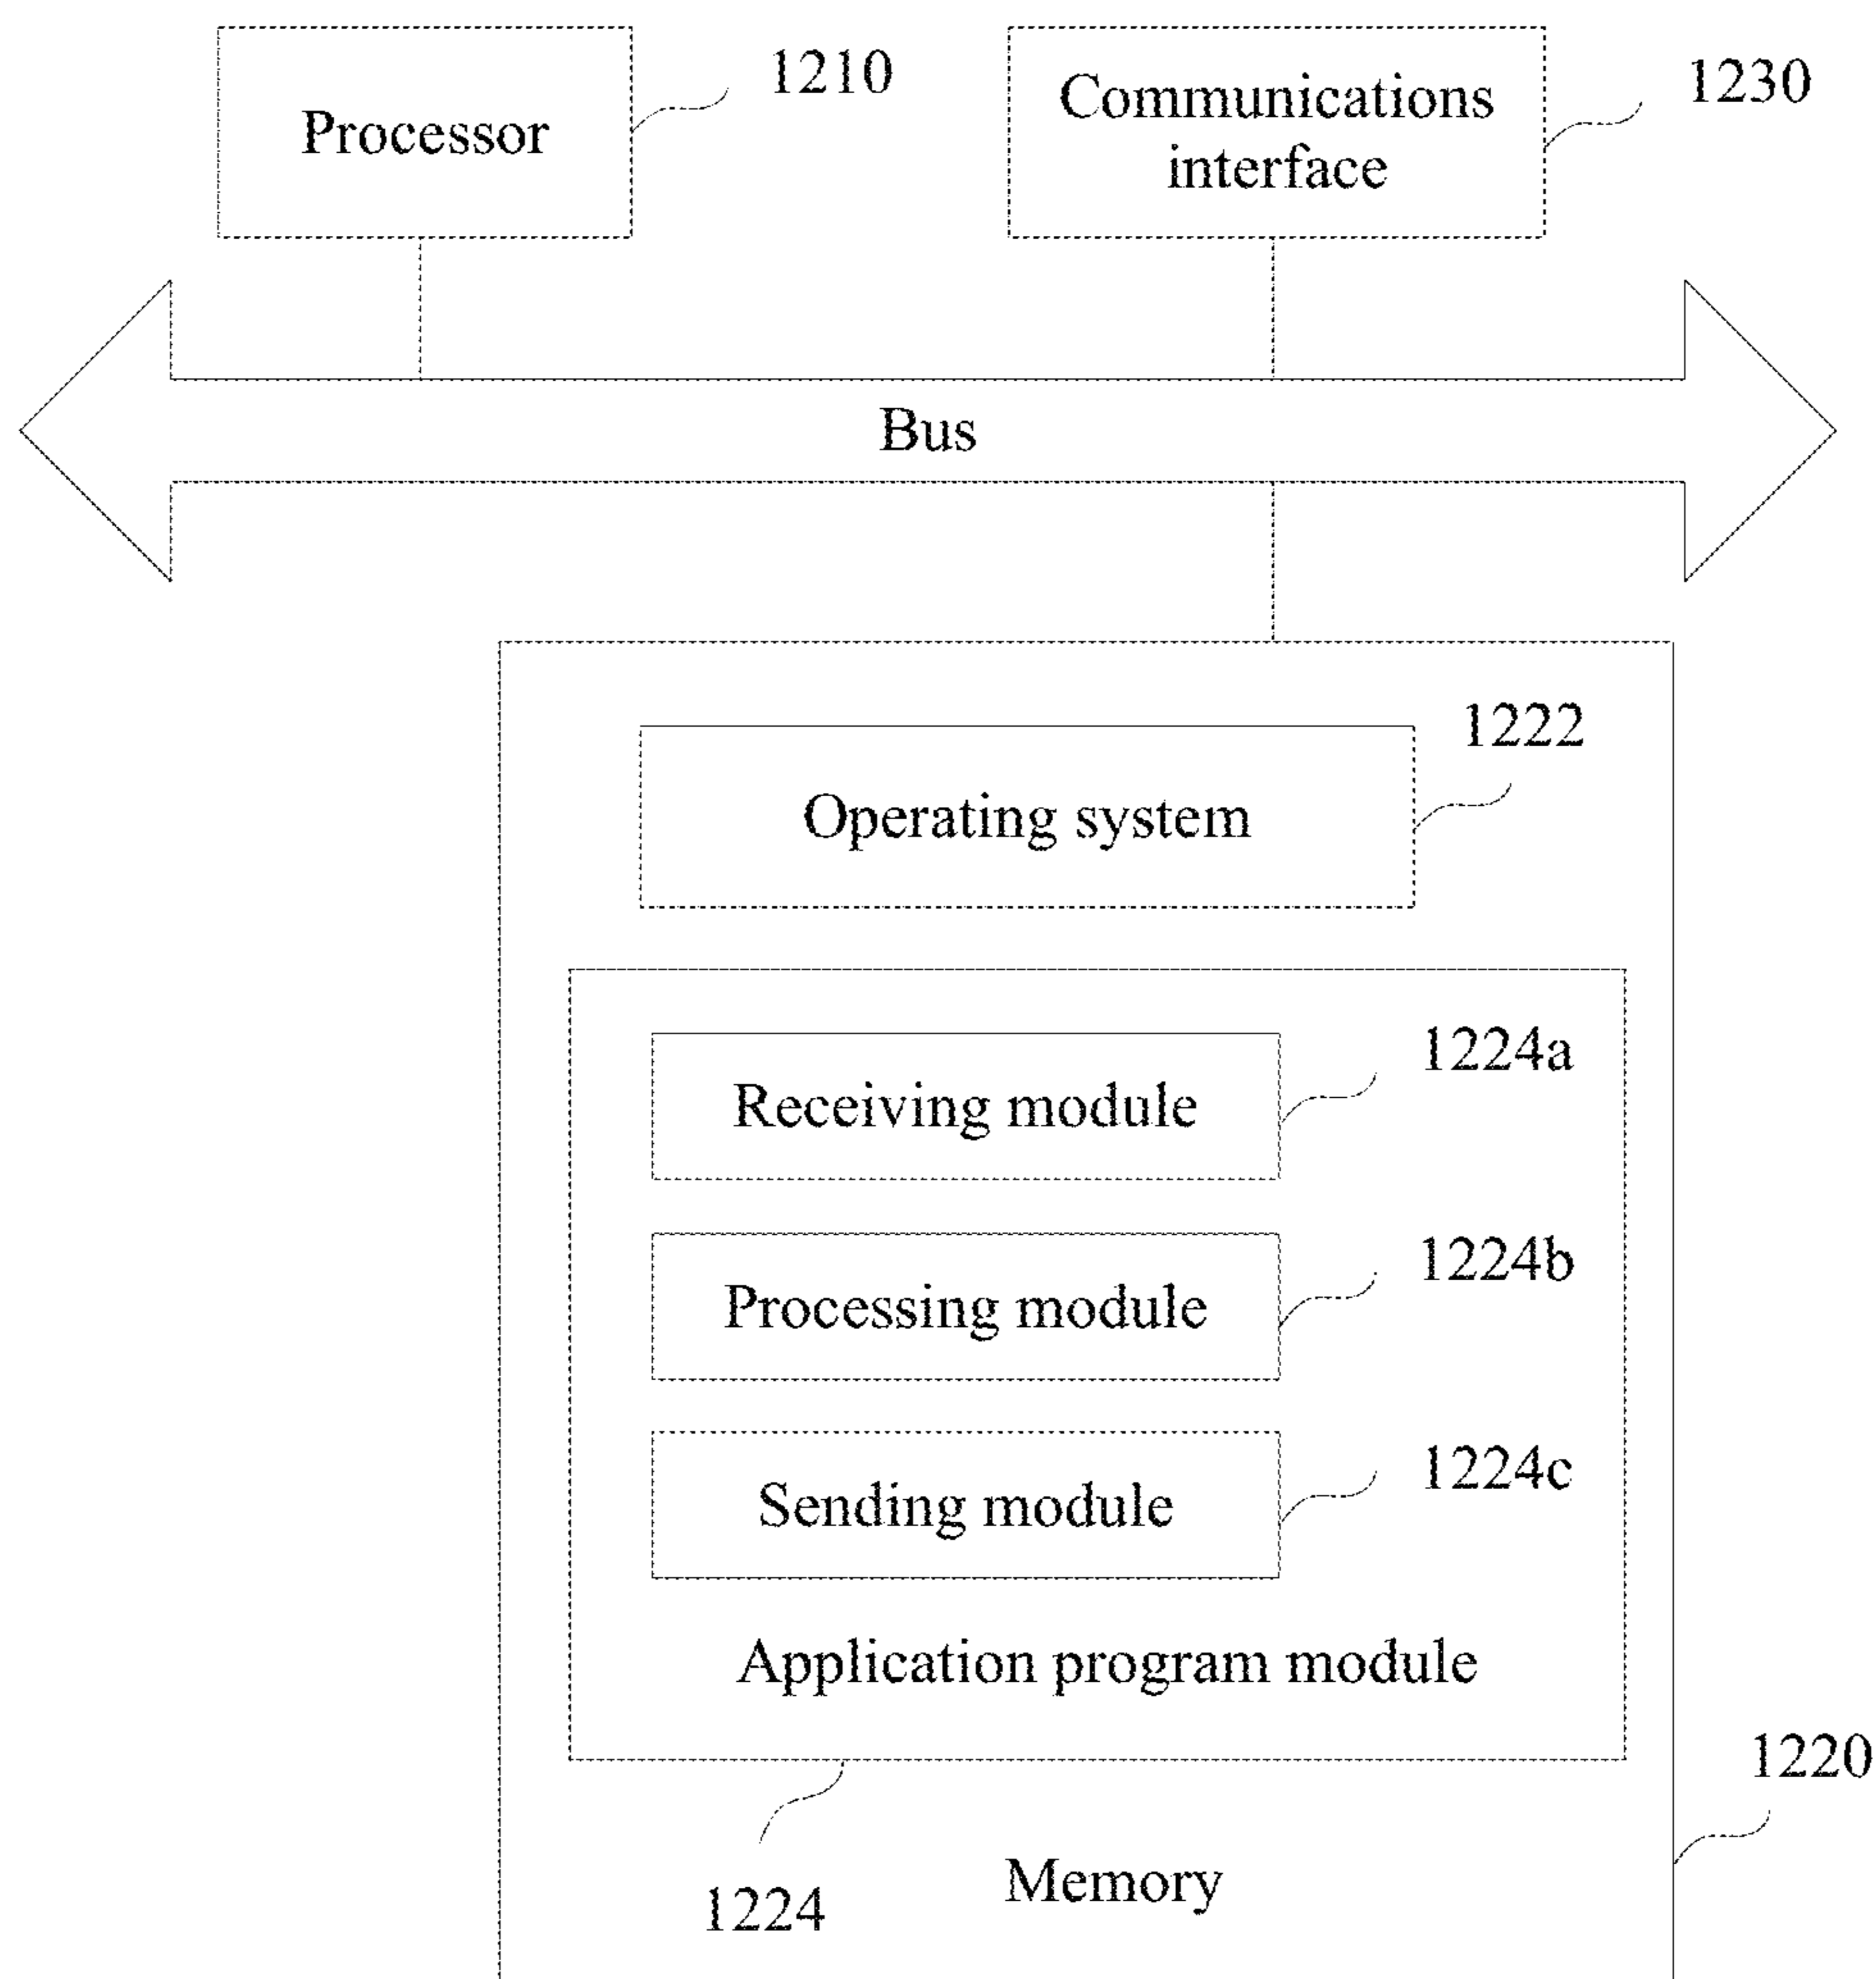 Processor
1210
Communications
interface
1230
Bus
1222
Operating system
1224a
Receiving module
1224b
Processing module
1224c
Sending module
Application program module
1220
1224
Memory